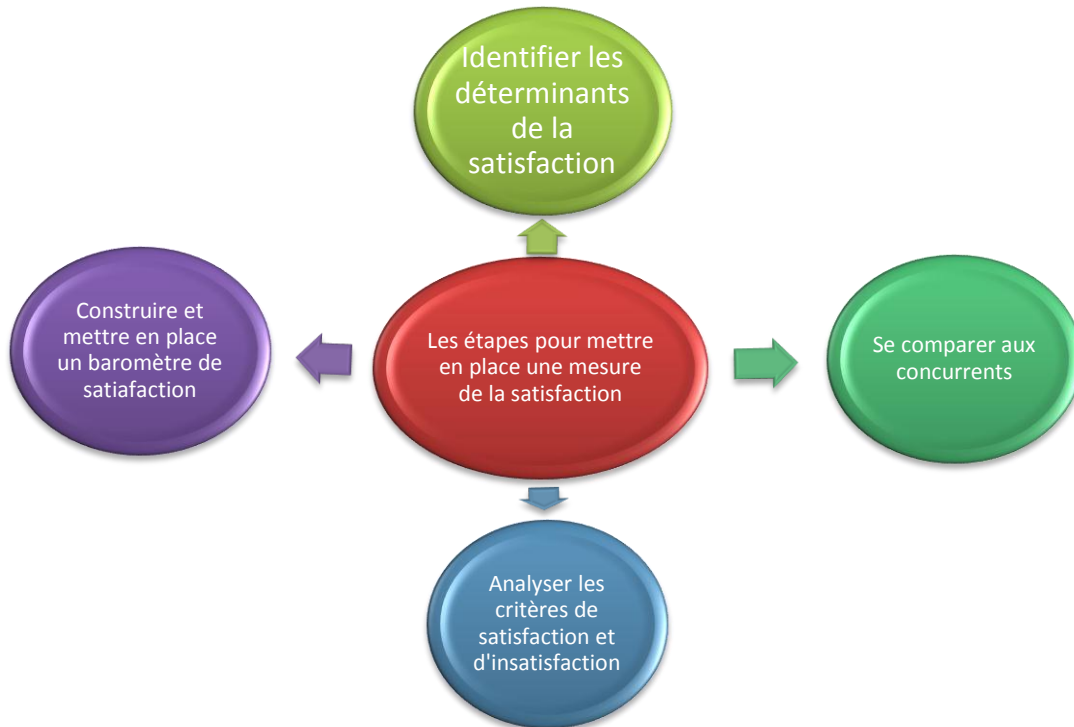 Identifier les
déterminants
de la
satisfaction
Construire et
mettre en place
un baromètre de
satiafaction
Les étapes pour mettre
en place une mesure
de la satisfaction
Se comparer aux
concurrents
Analyser les
critères de
satisfaction et
d'insatisfaction